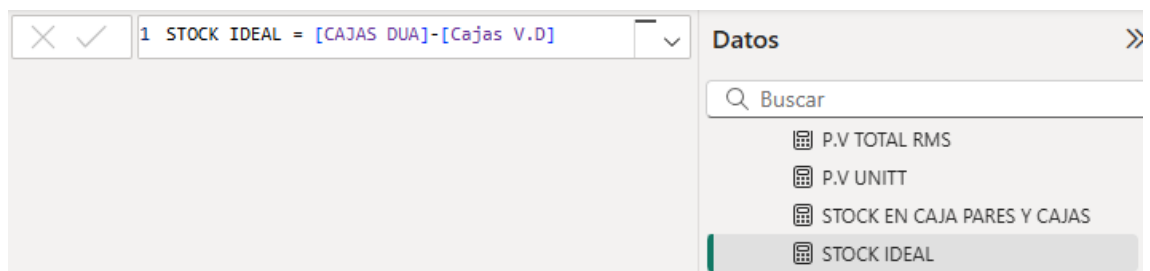 1 STOCK IDEAL = [CAJAS DUA]-[Cajas V.D]
Datos
Buscar
P.V TOTAL RMS
P.V UNITT
STOCK EN CAJA PARES Y CAJAS
STOCK IDEAL